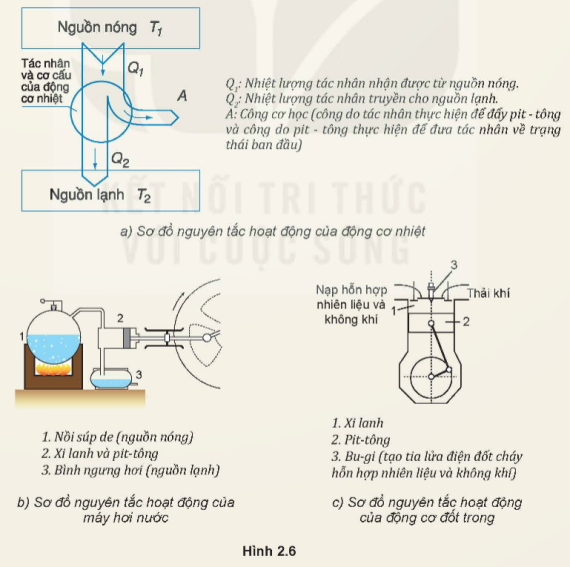 Nguồn nóng T₁
Tác nhân
và cơ cấu
của động
cơ nhiệt
Q₁
A
Q₂
Nguồn lạnh T₂
Q₁: Nhiệt lượng tác nhân nhận được từ nguồn nóng.
Q₂: Nhiệt lượng tác nhân truyền cho nguồn lạnh.
A: Công cơ học (công do tác nhân thực hiện để đẩy pit - tông
và công do pit - tông thực hiện để đưa tác nhân về trạng
thái ban đầu)
KẾT NỐI TRI THỨC
VỚI CUỘC SỐNG
a) Sơ đồ nguyên tắc hoạt động của động cơ nhiệt
1
2
3
1. Nồi súp de (nguồn nóng)
2. Xi lanh và pit-tông
3. Bình ngưng hơi (nguồn lạnh)
b) Sơ đồ nguyên tắc hoạt động của
máy hơi nước
3
Nạp hỗn hợp
nhiên liệu và
không khí
1
Thải khí
2
1. Xi lanh
2. Pit-tông
3. Bu-gi (tạo tia lửa điện đốt cháy
hỗn hợp nhiên liệu và không khí)
c) Sơ đồ nguyên tắc hoạt động
của động cơ đốt trong
Hình 2.6